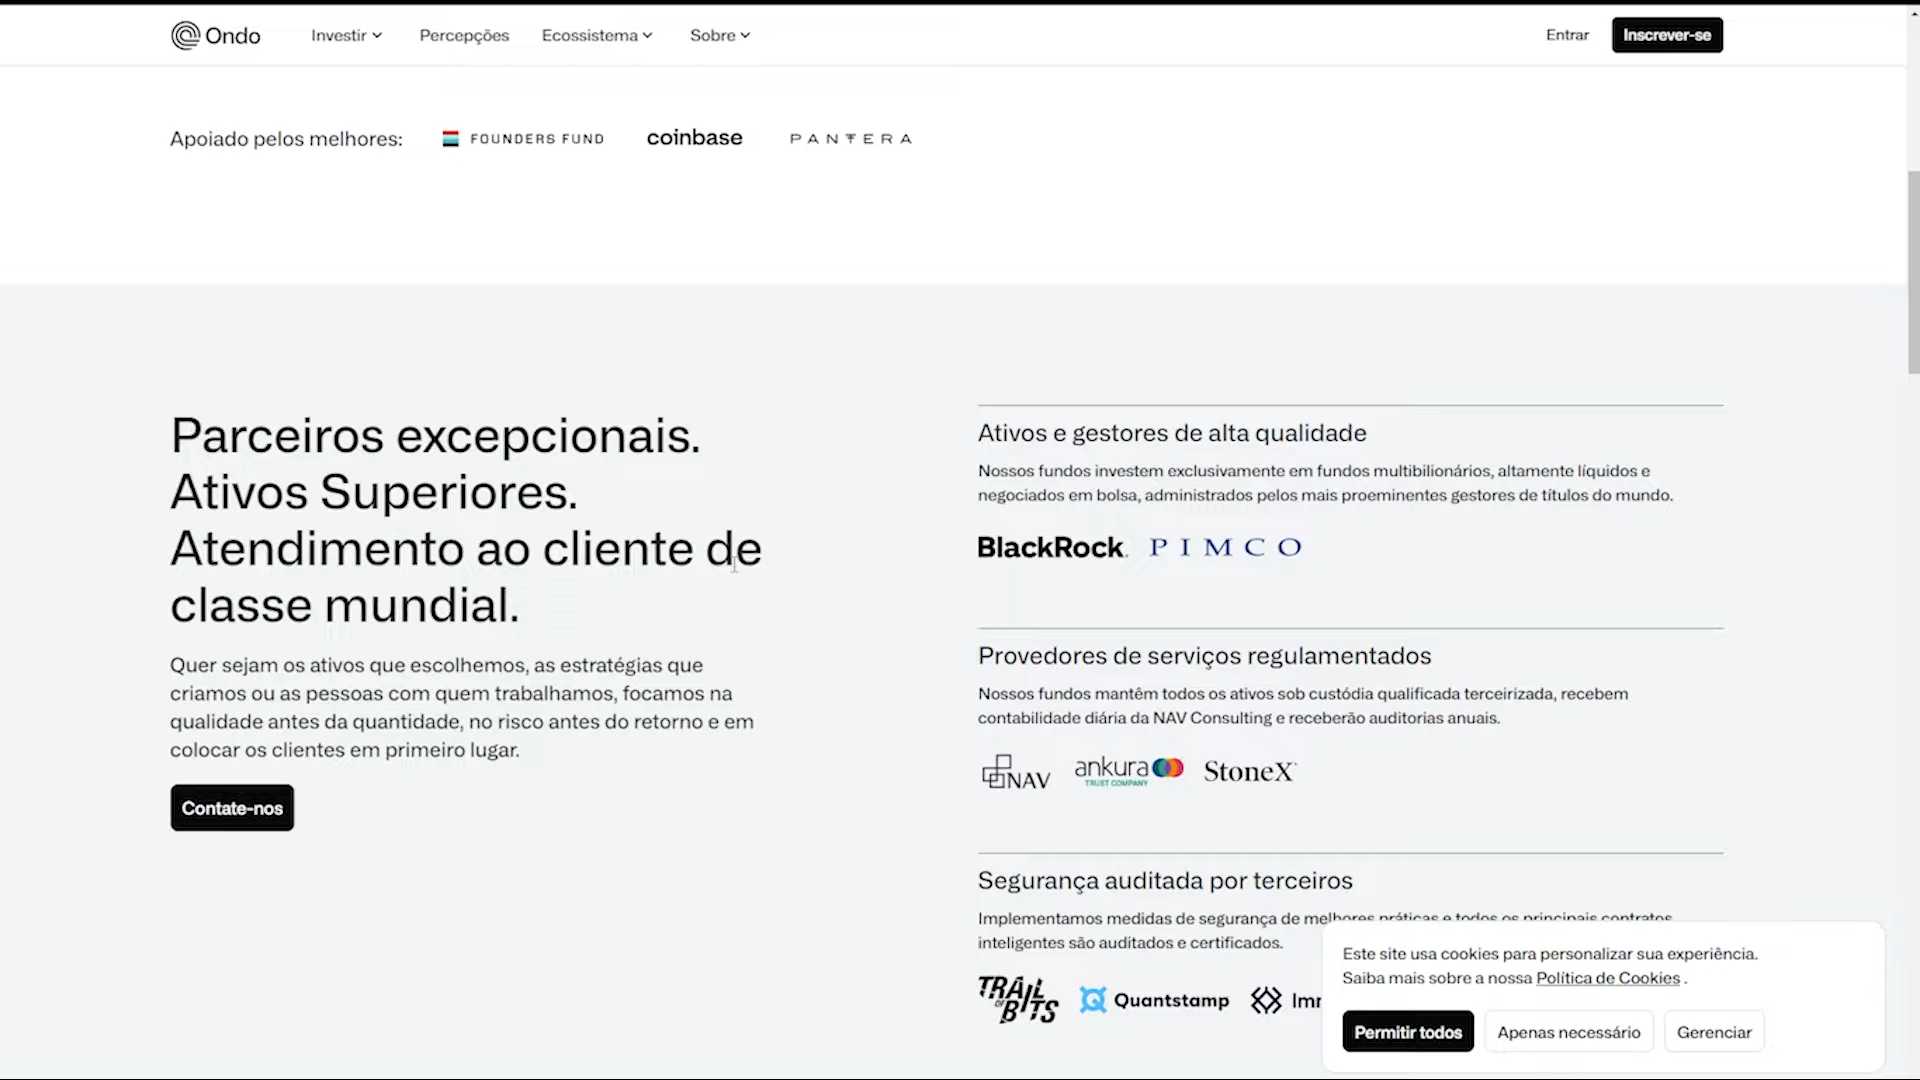 Ondo
Investir
Percepções
Ecossistema
Sobre
Entrar
Inscrever-se
Apoiado pelos melhores:
FOUNDERS FUND
coinbase
PANTERA
Parceiros excepcionais.
Ativos Superiores.
Atendimento ao cliente de
classe mundial.
Quer sejam os ativos que escolhemos, as estratégias que
criamos ou as pessoas com quem trabalhamos, focamos na
qualidade antes da quantidade, no risco antes do retorno e em
colocar os clientes em primeiro lugar.
Contate-nos
Ativos e gestores de alta qualidade
Nossos fundos investem exclusivamente em fundos multibilionários, altamente líquidos e
negociados em bolsa, administrados pelos mais proeminentes gestores de títulos do mundo.
BlackRock.
PIMCO
Provedores de serviços regulamentados
Nossos fundos mantêm todos os ativos sob custódia qualificada terceirizada, recebem
contabilidade diária da NAV Consulting e receberão auditorias anuais.
NAV
ankura
TRUST COMPANY
StoneX
Segurança auditada por terceiros
Implementamos medidas de segurança de melhores práticas e todos os principais contratos
inteligentes são auditados e certificados.
TRAIL OF BITS
Quantstamp
Este site usa cookies para personalizar sua experiência.
Saiba mais sobre a nossa Política de Cookies .
Permitir todos
Apenas necessário
Gerenciar